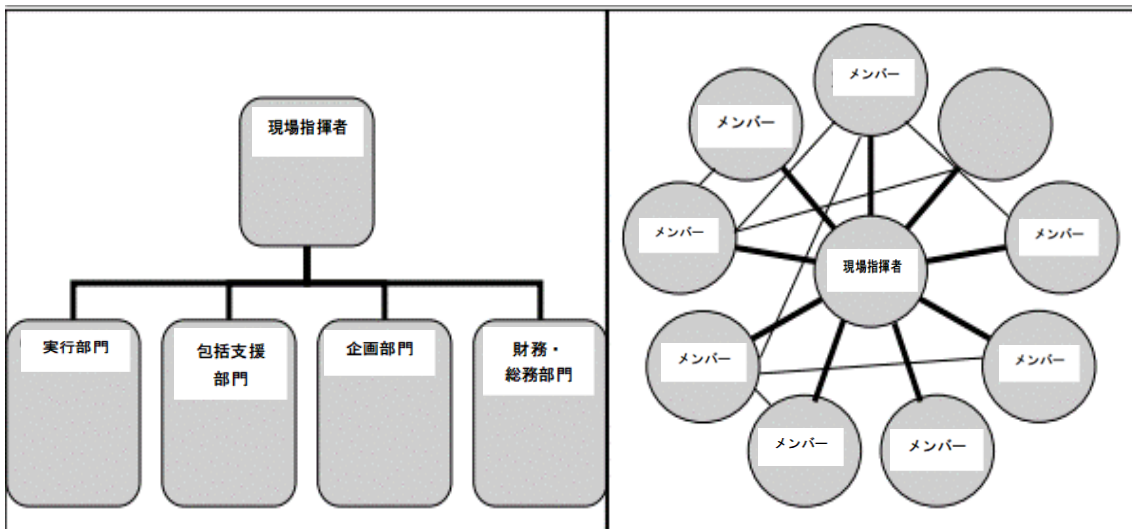 現場指揮者
実行部門
包括支援
部門
企画部門
財務・
総務部門
メンバー
メンバー
メンバー
メンバー
現場指揮者
メンバー
メンバー
メンバー
メンバー